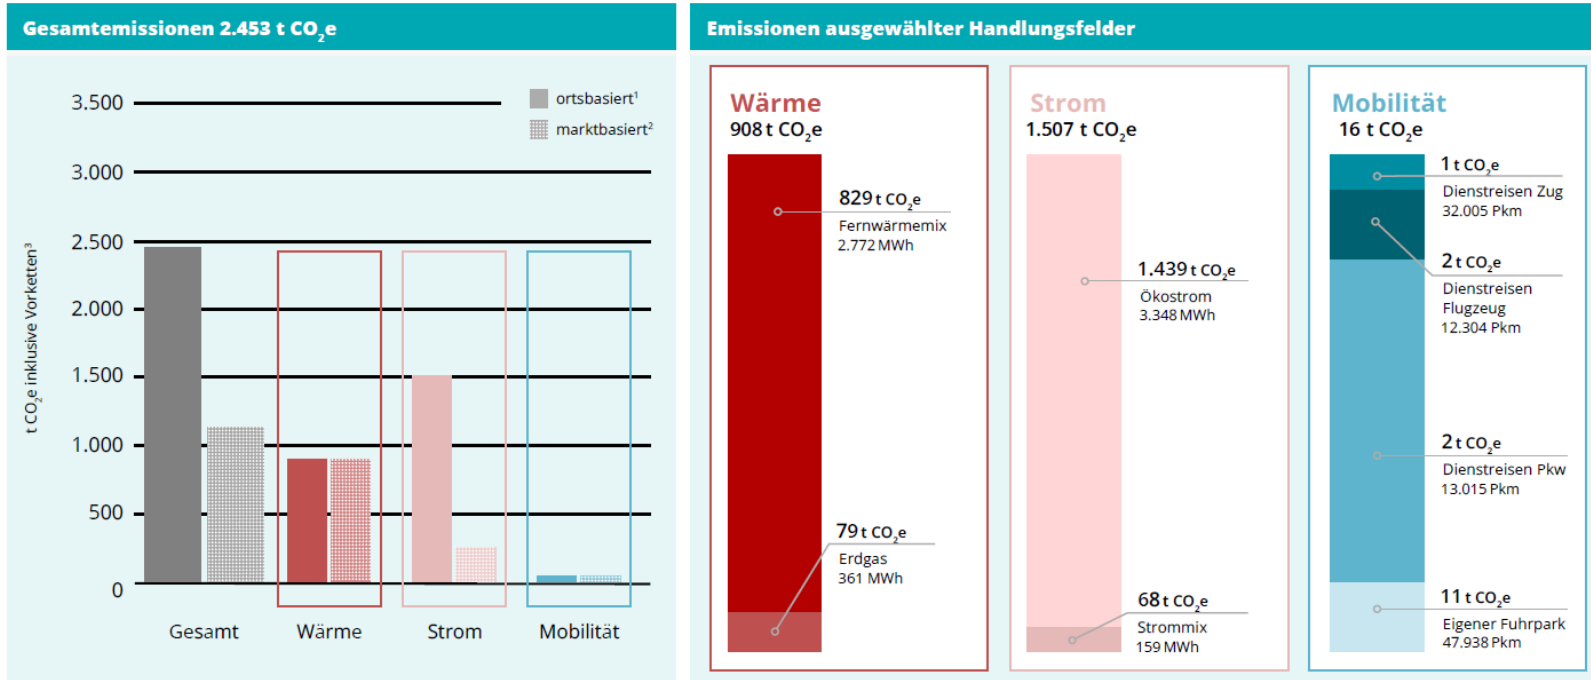 Gesamtemissionen 2.453 t CO₂e
t CO₂e inklusive Vorketten³
3.500
3.000
2.500
2.000
1.500
1.000
500
0
ortsbasiert¹
marktbasiert²
Gesamt
Wärme
Strom
Mobilität
Emissionen ausgewählter Handlungsfelder
Wärme
908 t CO₂e
829 t CO₂e
Fernwärmemix
2.772 MWh
79 t CO₂e
Erdgas
361 MWh
Strom
1.507 t CO₂e
1.439 t CO₂e
Ökostrom
3.348 MWh
68 t CO₂e
Strommix
159 MWh
Mobilität
16 t CO₂e
1 t CO₂e
Dienstreisen Zug
32.005 Pkm
2 t CO₂e
Dienstreisen
Flugzeug
12.304 Pkm
2 t CO₂e
Dienstreisen Pkw
13.015 Pkm
11 t CO₂e
Eigener Fuhrpark
47.938 Pkm